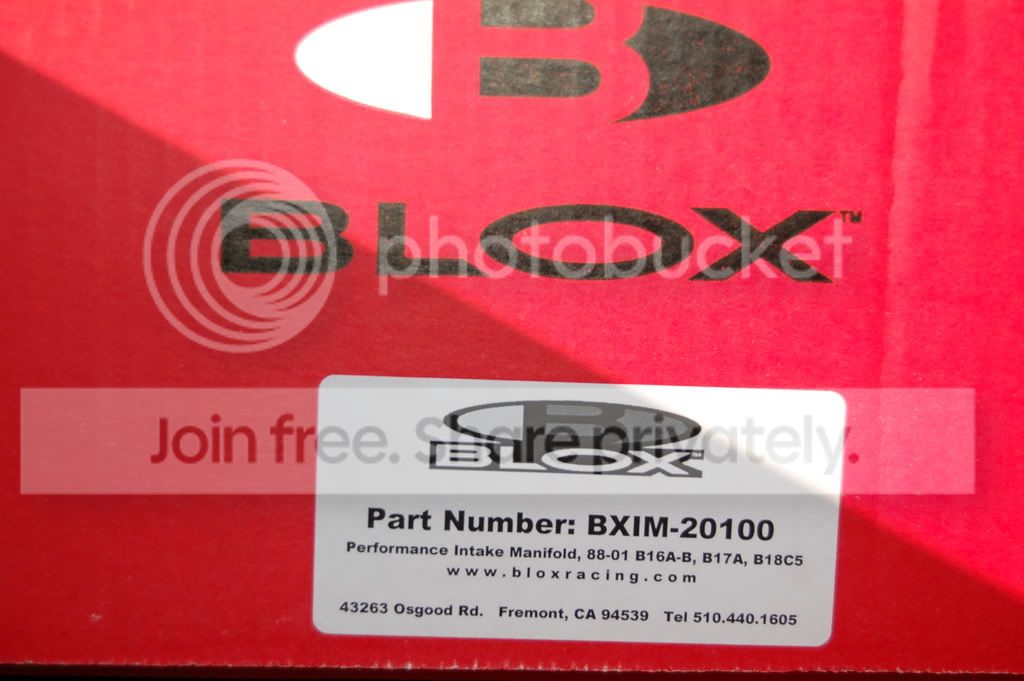 B
BLOX™
photobucket
Join free. Share privately.
B
BLOX™
Part Number: BXIM-20100
Performance Intake Manifold, 88-01 B16A-B, B17A, B18C5
www.bloxracing.com
43263 Osgood Rd. Fremont, CA 94539 Tel 510.440.1605